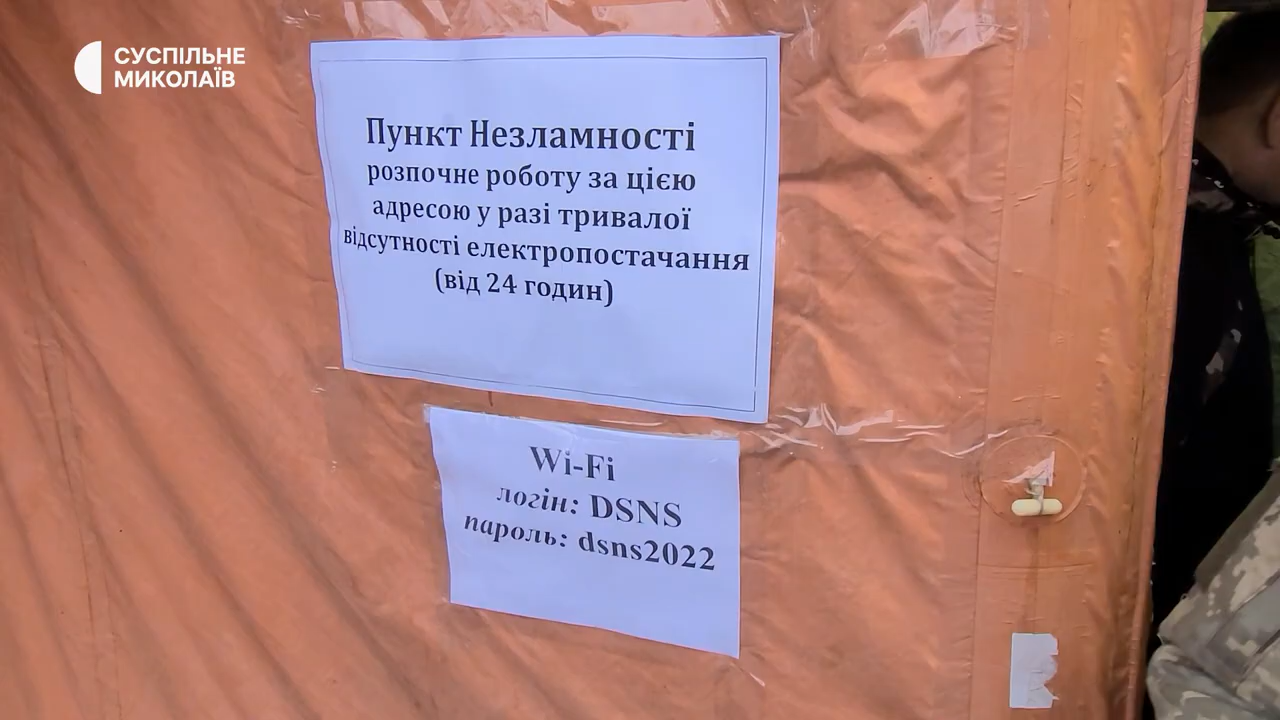 СУСПІЛЬНЕ
МИКОЛАЇВ
Пункт Незламності
розпочне роботу за цією
адресою у разі тривалої
відсутності електропостачання
(від 24 годин)
Wi-Fi
логін: DSNS
пароль: dsns2022